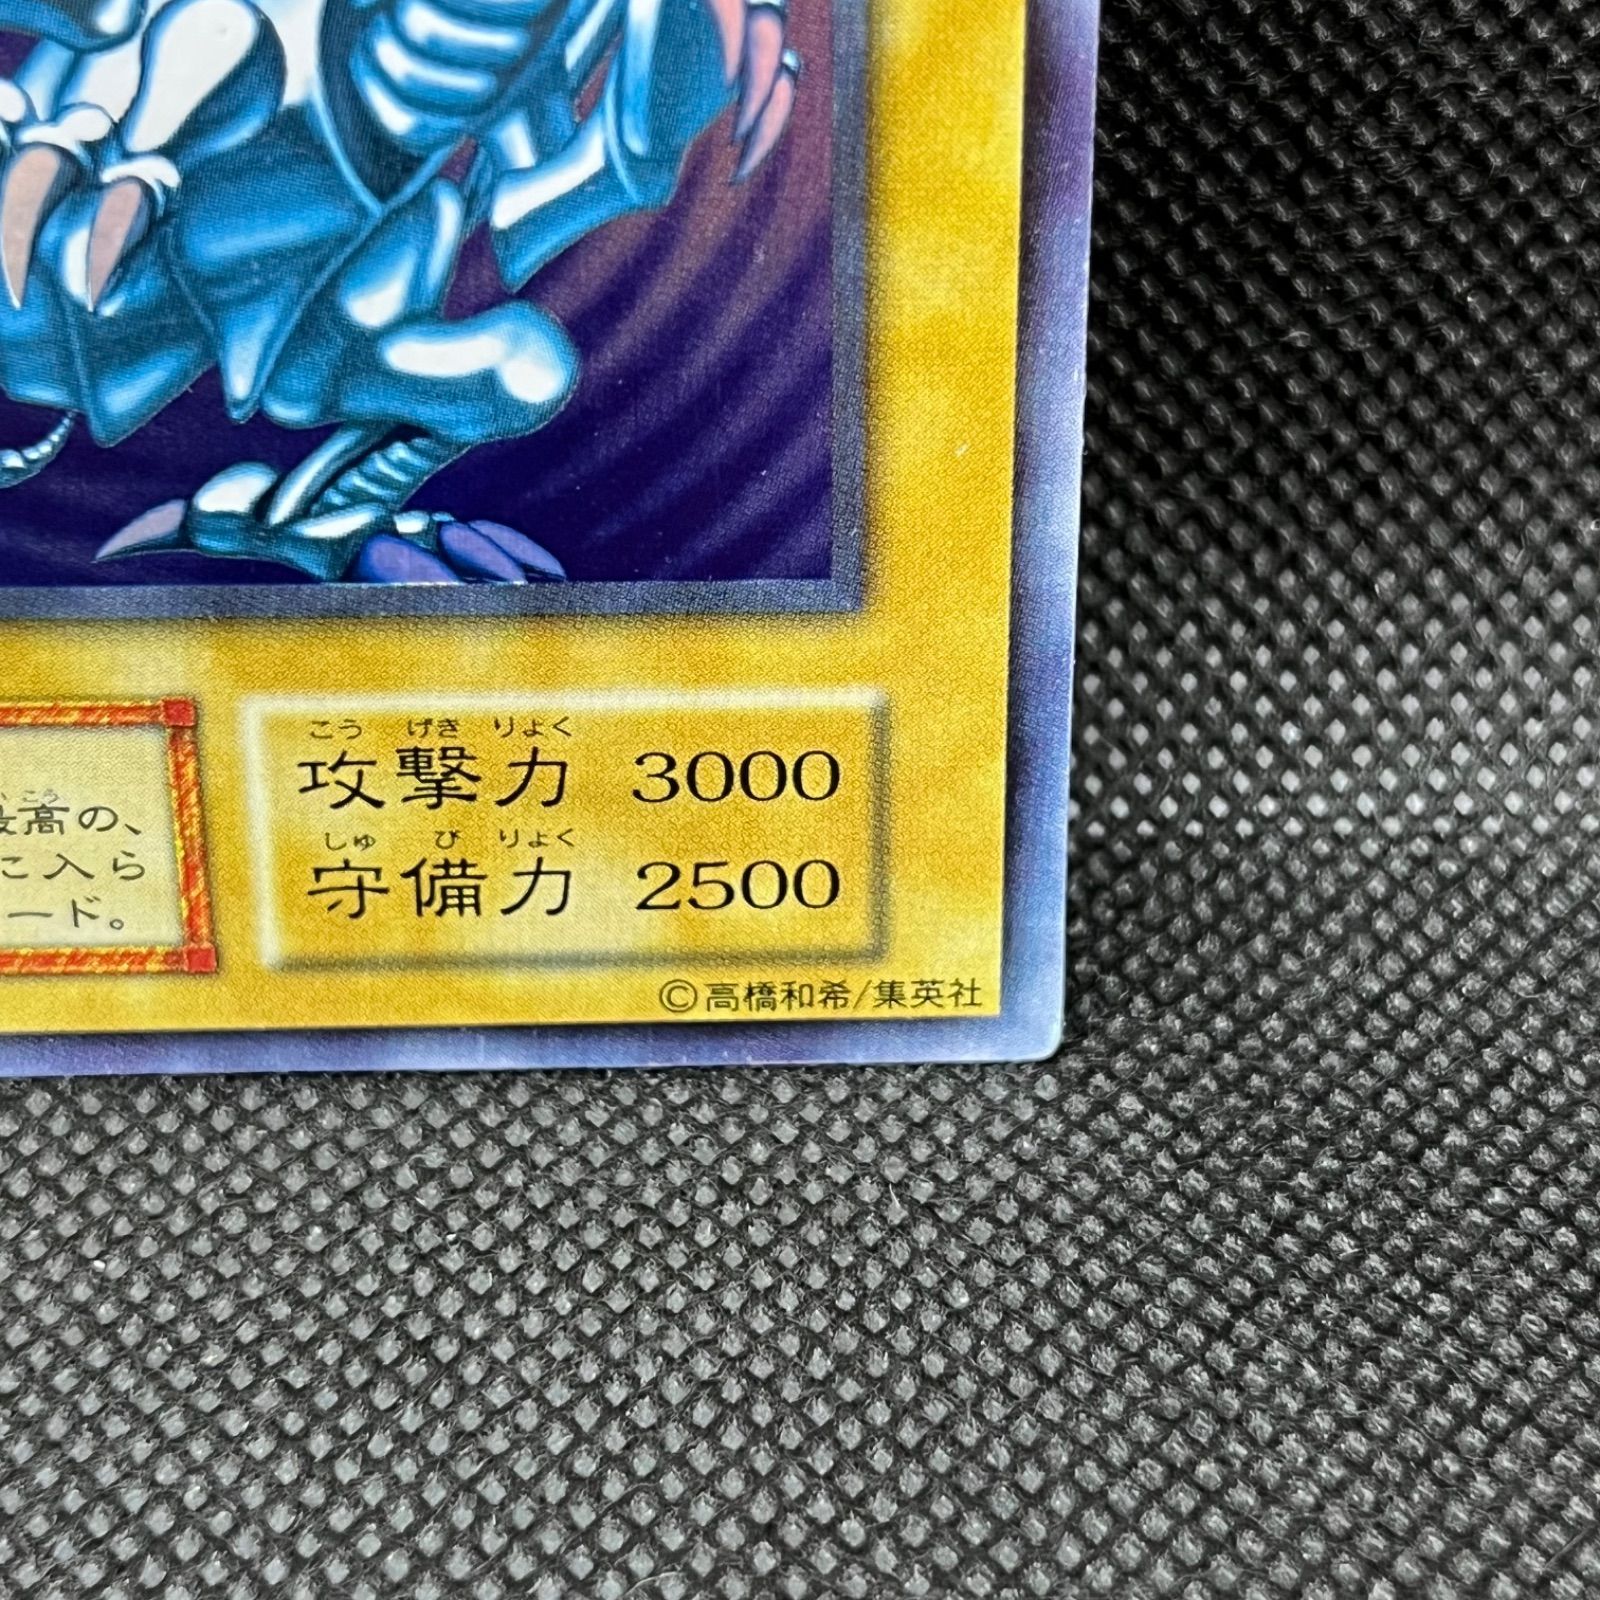 高の、
に入ら
ード。
こう げき りょく
攻撃力 3000
しゅ び りょく
守備力 2500
©高橋和希/集英社